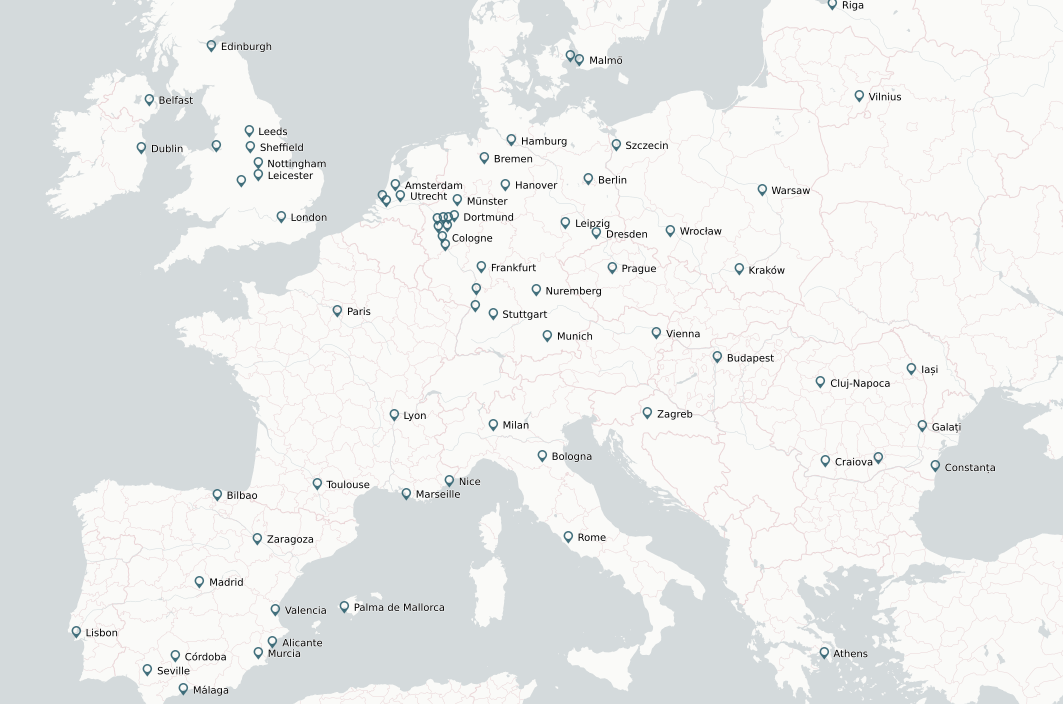 Riga
Edinburgh
Malmö
Vilnius
Belfast
Leeds
Hamburg
Szczecin
Dublin
Sheffield
Bremen
Nottingham
Leicester
Berlin
Amsterdam
Hanover
Warsaw
Utrecht
Münster
London
Dortmund
Leipzig
Wrocław
Dresden
Cologne
Frankfurt
Prague
Kraków
Nuremberg
Paris
Stuttgart
Vienna
Munich
Budapest
Iași
Cluj-Napoca
Lyon
Zagreb
Milan
Galați
Bologna
Craiova
Constanța
Nice
Toulouse
Marseille
Bilbao
Rome
Zaragoza
Madrid
Palma de Mallorca
Valencia
Lisbon
Alicante
Murcia
Athens
Córdoba
Seville
Málaga